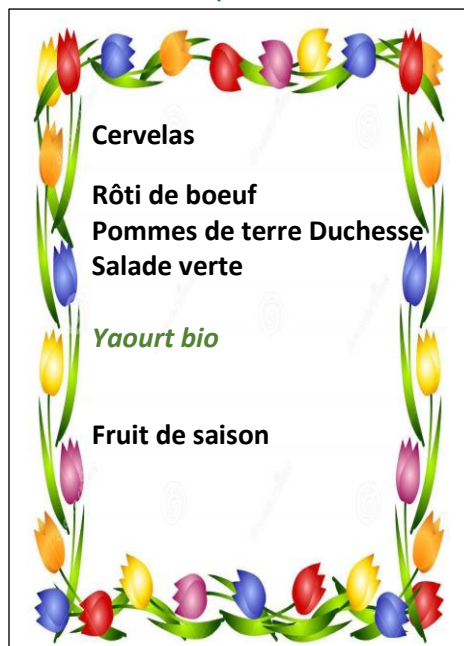 Cervelas
Rôti de boeuf
Pommes de terre Duchesse
Salade verte
Yaourt bio
Fruit de saison